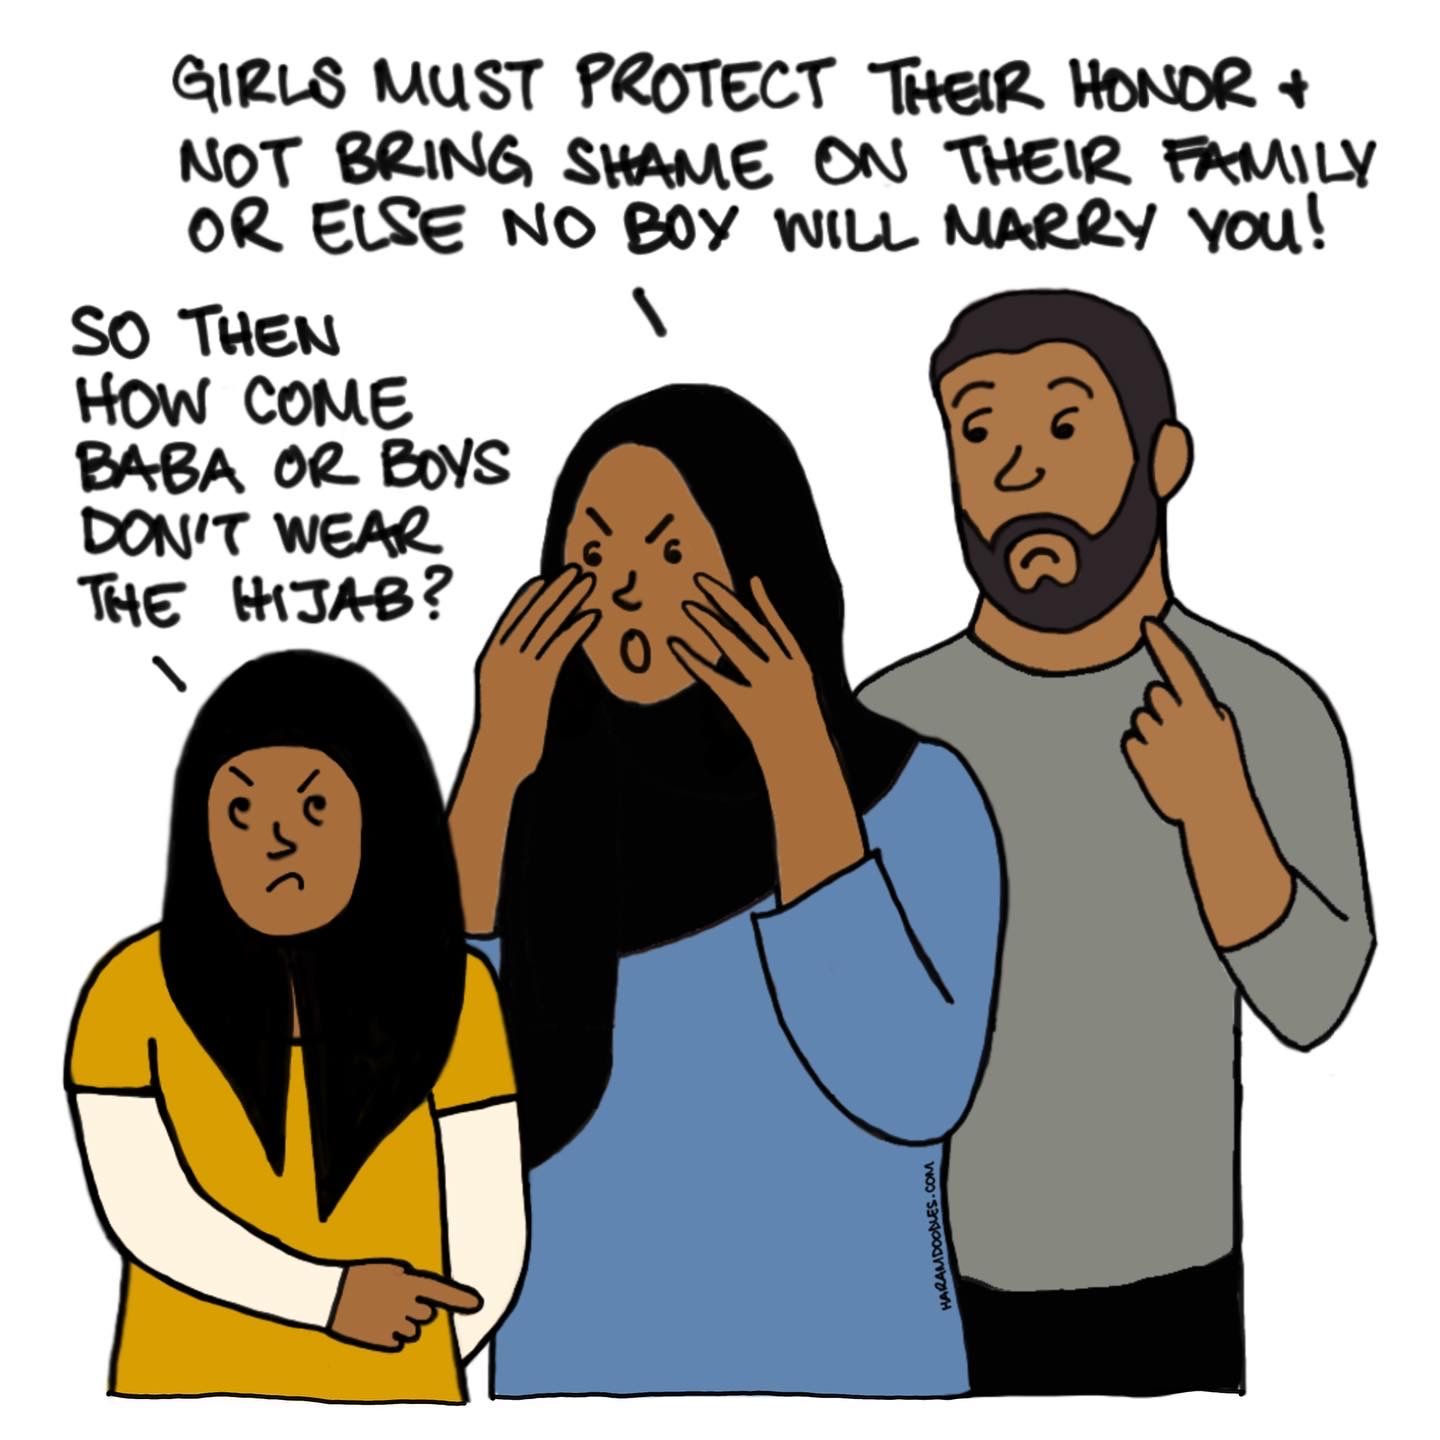 GIRLS MUST PROTECT THEIR HONOR +
NOT BRING SHAME ON THEIR FAMILY
OR ELSE NO BOY WILL MARRY YOU!
SO THEN
HOW COME
BABA OR BOYS
DON'T WEAR
THE HIJAB?
HARAMDOODLES.COM